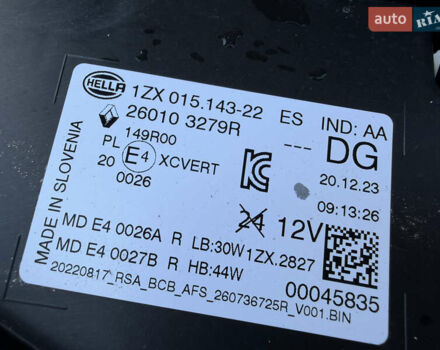 auto RIA
HELLA 1ZX 015.143-22 ES IND: AA
26010 3279R --- DG
149R00
PL E4 XCVERT
20 0026
20.12.23
09:13:26
MADE IN SLOVENIA
24 12V
MD E4 0026A R LB:30W 1ZX.2827
MD E4 0027B R HB:44W
00045835
20220817_RSA_BCB_AFS_260736725R_V001.BIN